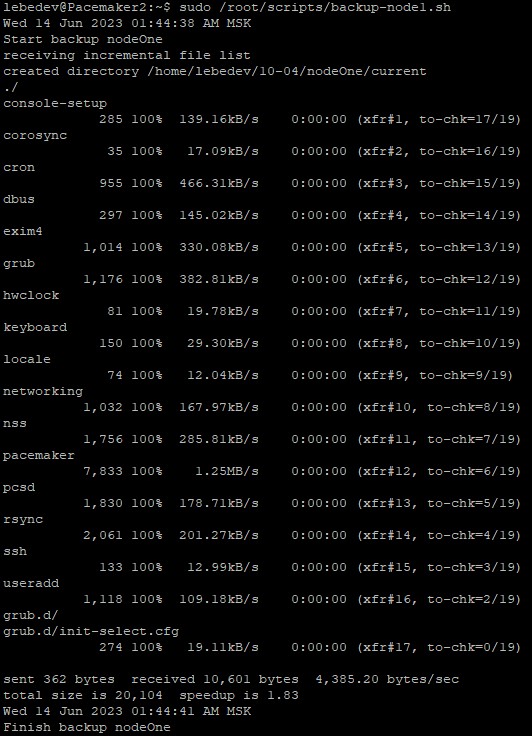 lebedev@Pacemaker2:~$ sudo /root/scripts/backup-node1.sh
Wed 14 Jun 2023 01:44:38 AM MSK
Start backup nodeOne
receiving incremental file list
created directory /home/lebedev/10-04/nodeOne/current
./
console-setup
            285 100%  139.16kB/s    0:00:00 (xfr#1, to-chk=17/19)
corosync
             35 100%   17.09kB/s    0:00:00 (xfr#2, to-chk=16/19)
cron
            955 100%  466.31kB/s    0:00:00 (xfr#3, to-chk=15/19)
dbus
            297 100%  145.02kB/s    0:00:00 (xfr#4, to-chk=14/19)
exim4
          1,014 100%  330.08kB/s    0:00:00 (xfr#5, to-chk=13/19)
grub
          1,176 100%  382.81kB/s    0:00:00 (xfr#6, to-chk=12/19)
hwclock
             81 100%   19.78kB/s    0:00:00 (xfr#7, to-chk=11/19)
keyboard
            150 100%   29.30kB/s    0:00:00 (xfr#8, to-chk=10/19)
locale
             74 100%   12.04kB/s    0:00:00 (xfr#9, to-chk=9/19)
networking
          1,032 100%  167.97kB/s    0:00:00 (xfr#10, to-chk=8/19)
nss
          1,756 100%  285.81kB/s    0:00:00 (xfr#11, to-chk=7/19)
pacemaker
          7,833 100%    1.25MB/s    0:00:00 (xfr#12, to-chk=6/19)
pcsd
          1,830 100%  178.71kB/s    0:00:00 (xfr#13, to-chk=5/19)
rsync
          2,061 100%  201.27kB/s    0:00:00 (xfr#14, to-chk=4/19)
ssh
            133 100%   12.99kB/s    0:00:00 (xfr#15, to-chk=3/19)
useradd
          1,118 100%  109.18kB/s    0:00:00 (xfr#16, to-chk=2/19)
grub.d/
grub.d/init-select.cfg
            274 100%   19.11kB/s    0:00:00 (xfr#17, to-chk=0/19)
sent 362 bytes  received 10,601 bytes  4,385.20 bytes/sec
total size is 20,104  speedup is 1.83
Wed 14 Jun 2023 01:44:41 AM MSK
Finish backup nodeOne